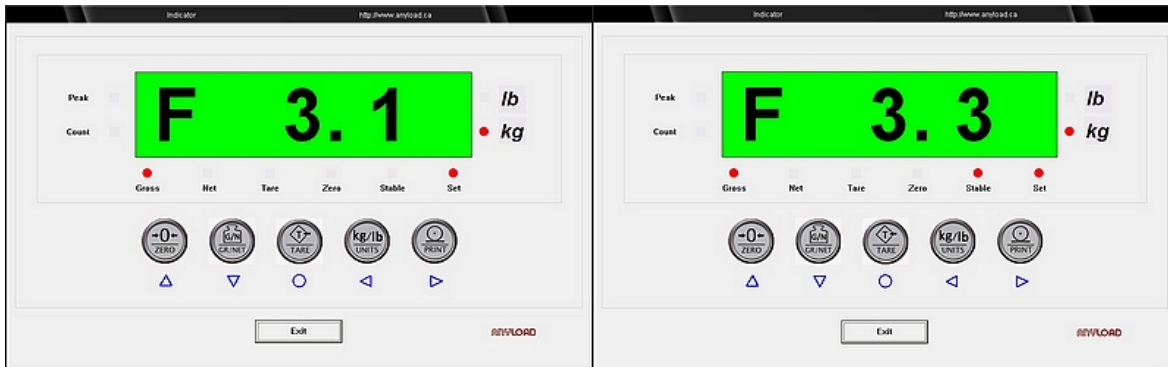 Indicator http://www.anyload.ca
Peak
F 3. 1
lb
Count
kg
Gross Net Tare Zero Stable Set
→0← G/N T kg/lb
ZERO GR/NET TARE UNITS PRINT
Exit
ANYLOAD
Indicator http://www.anyload.ca
Peak
F 3. 3
lb
Count
kg
Gross Net Tare Zero Stable Set
→0← G/N T kg/lb
ZERO GR/NET TARE UNITS PRINT
Exit
ANYLOAD